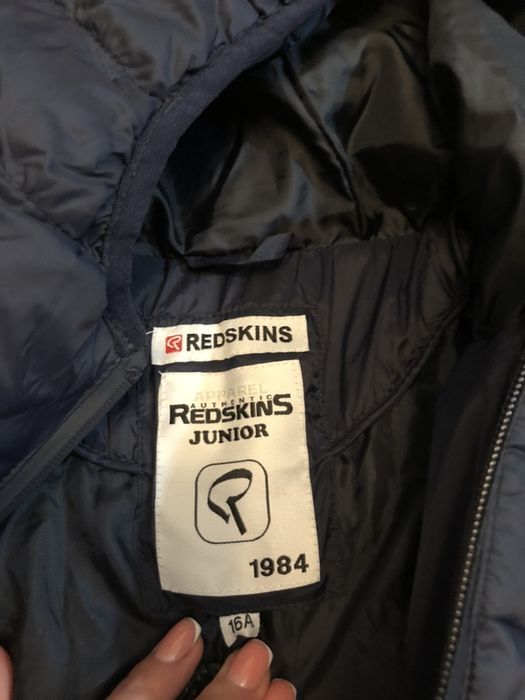 REDSKINS
APPAREL
AUTHENTIC
REDSKINS
JUNIOR
1984
16A